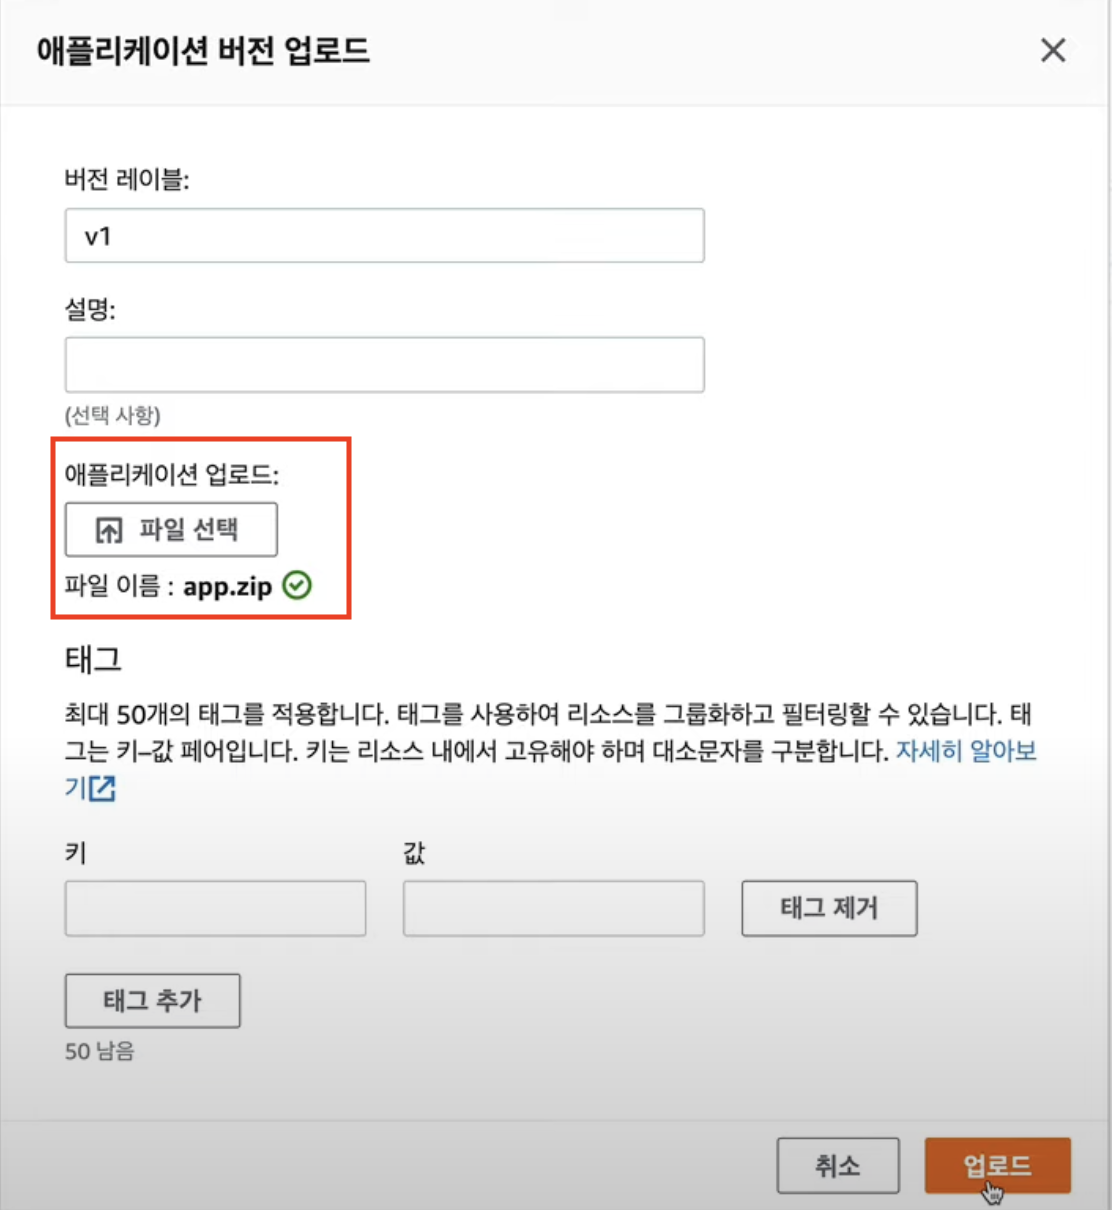 애플리케이션 버전 업로드
버전 레이블:
v1
설명:
(선택 사항)
애플리케이션 업로드:
파일 선택
파일 이름 : app.zip
태그
최대 50개의 태그를 적용합니다. 태그를 사용하여 리소스를 그룹화하고 필터링할 수 있습니다. 태
그는 키–값 페어입니다. 키는 리소스 내에서 고유해야 하며 대소문자를 구분합니다. 자세히 알아보
기
키 값
태그 제거
태그 추가
50 남음
취소 업로드